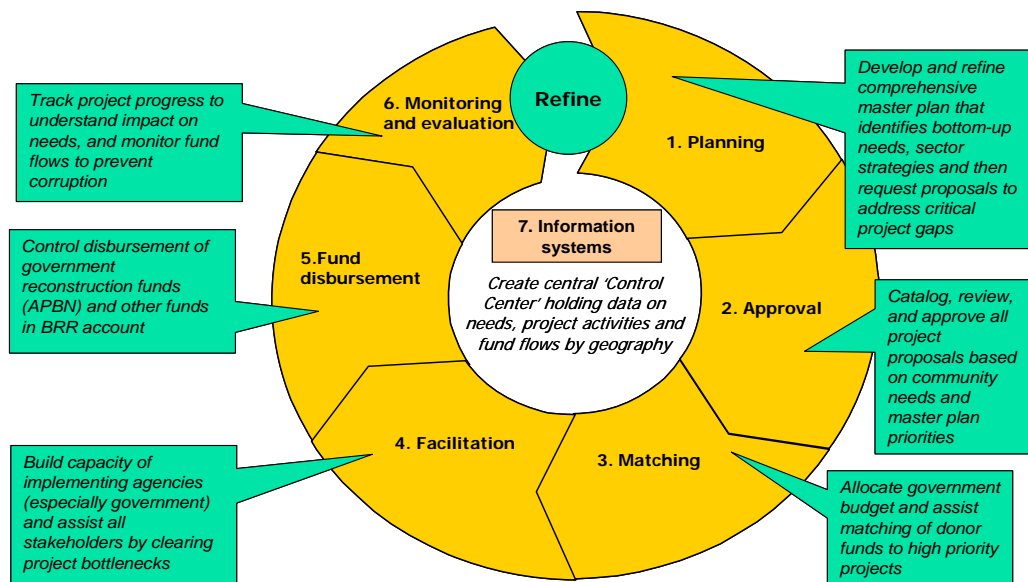 Refine
1. Planning
Develop and refine
comprehensive
master plan that
identifies bottom-up
needs, sector
strategies and then
request proposals to
address critical
project gaps
2. Approval
Catalog, review,
and approve all
project
proposals based
on community
needs and
master plan
priorities
3. Matching
Allocate government
budget and assist
matching of donor
funds to high priority
projects
4. Facilitation
Build capacity of
implementing agencies
(especially government)
and assist all
stakeholders by clearing
project bottlenecks
5.Fund
disbursement
Control disbursement of
government
reconstruction funds
(APBN) and other funds
in BRR account
6. Monitoring
and evaluation
Track project progress to
understand impact on
needs, and monitor fund
flows to prevent
corruption
7. Information
systems
Create central ‘Control
Center’ holding data on
needs, project activities and
fund flows by geography